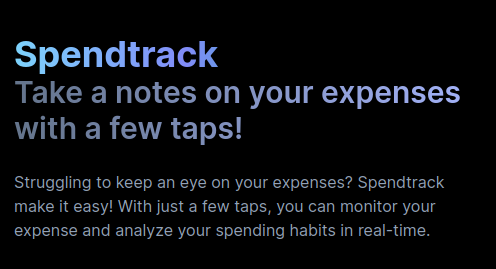 Spendtrack
Take a notes on your expenses
with a few taps!
Struggling to keep an eye on your expenses? Spendtrack
make it easy! With just a few taps, you can monitor your
expense and analyze your spending habits in real-time.